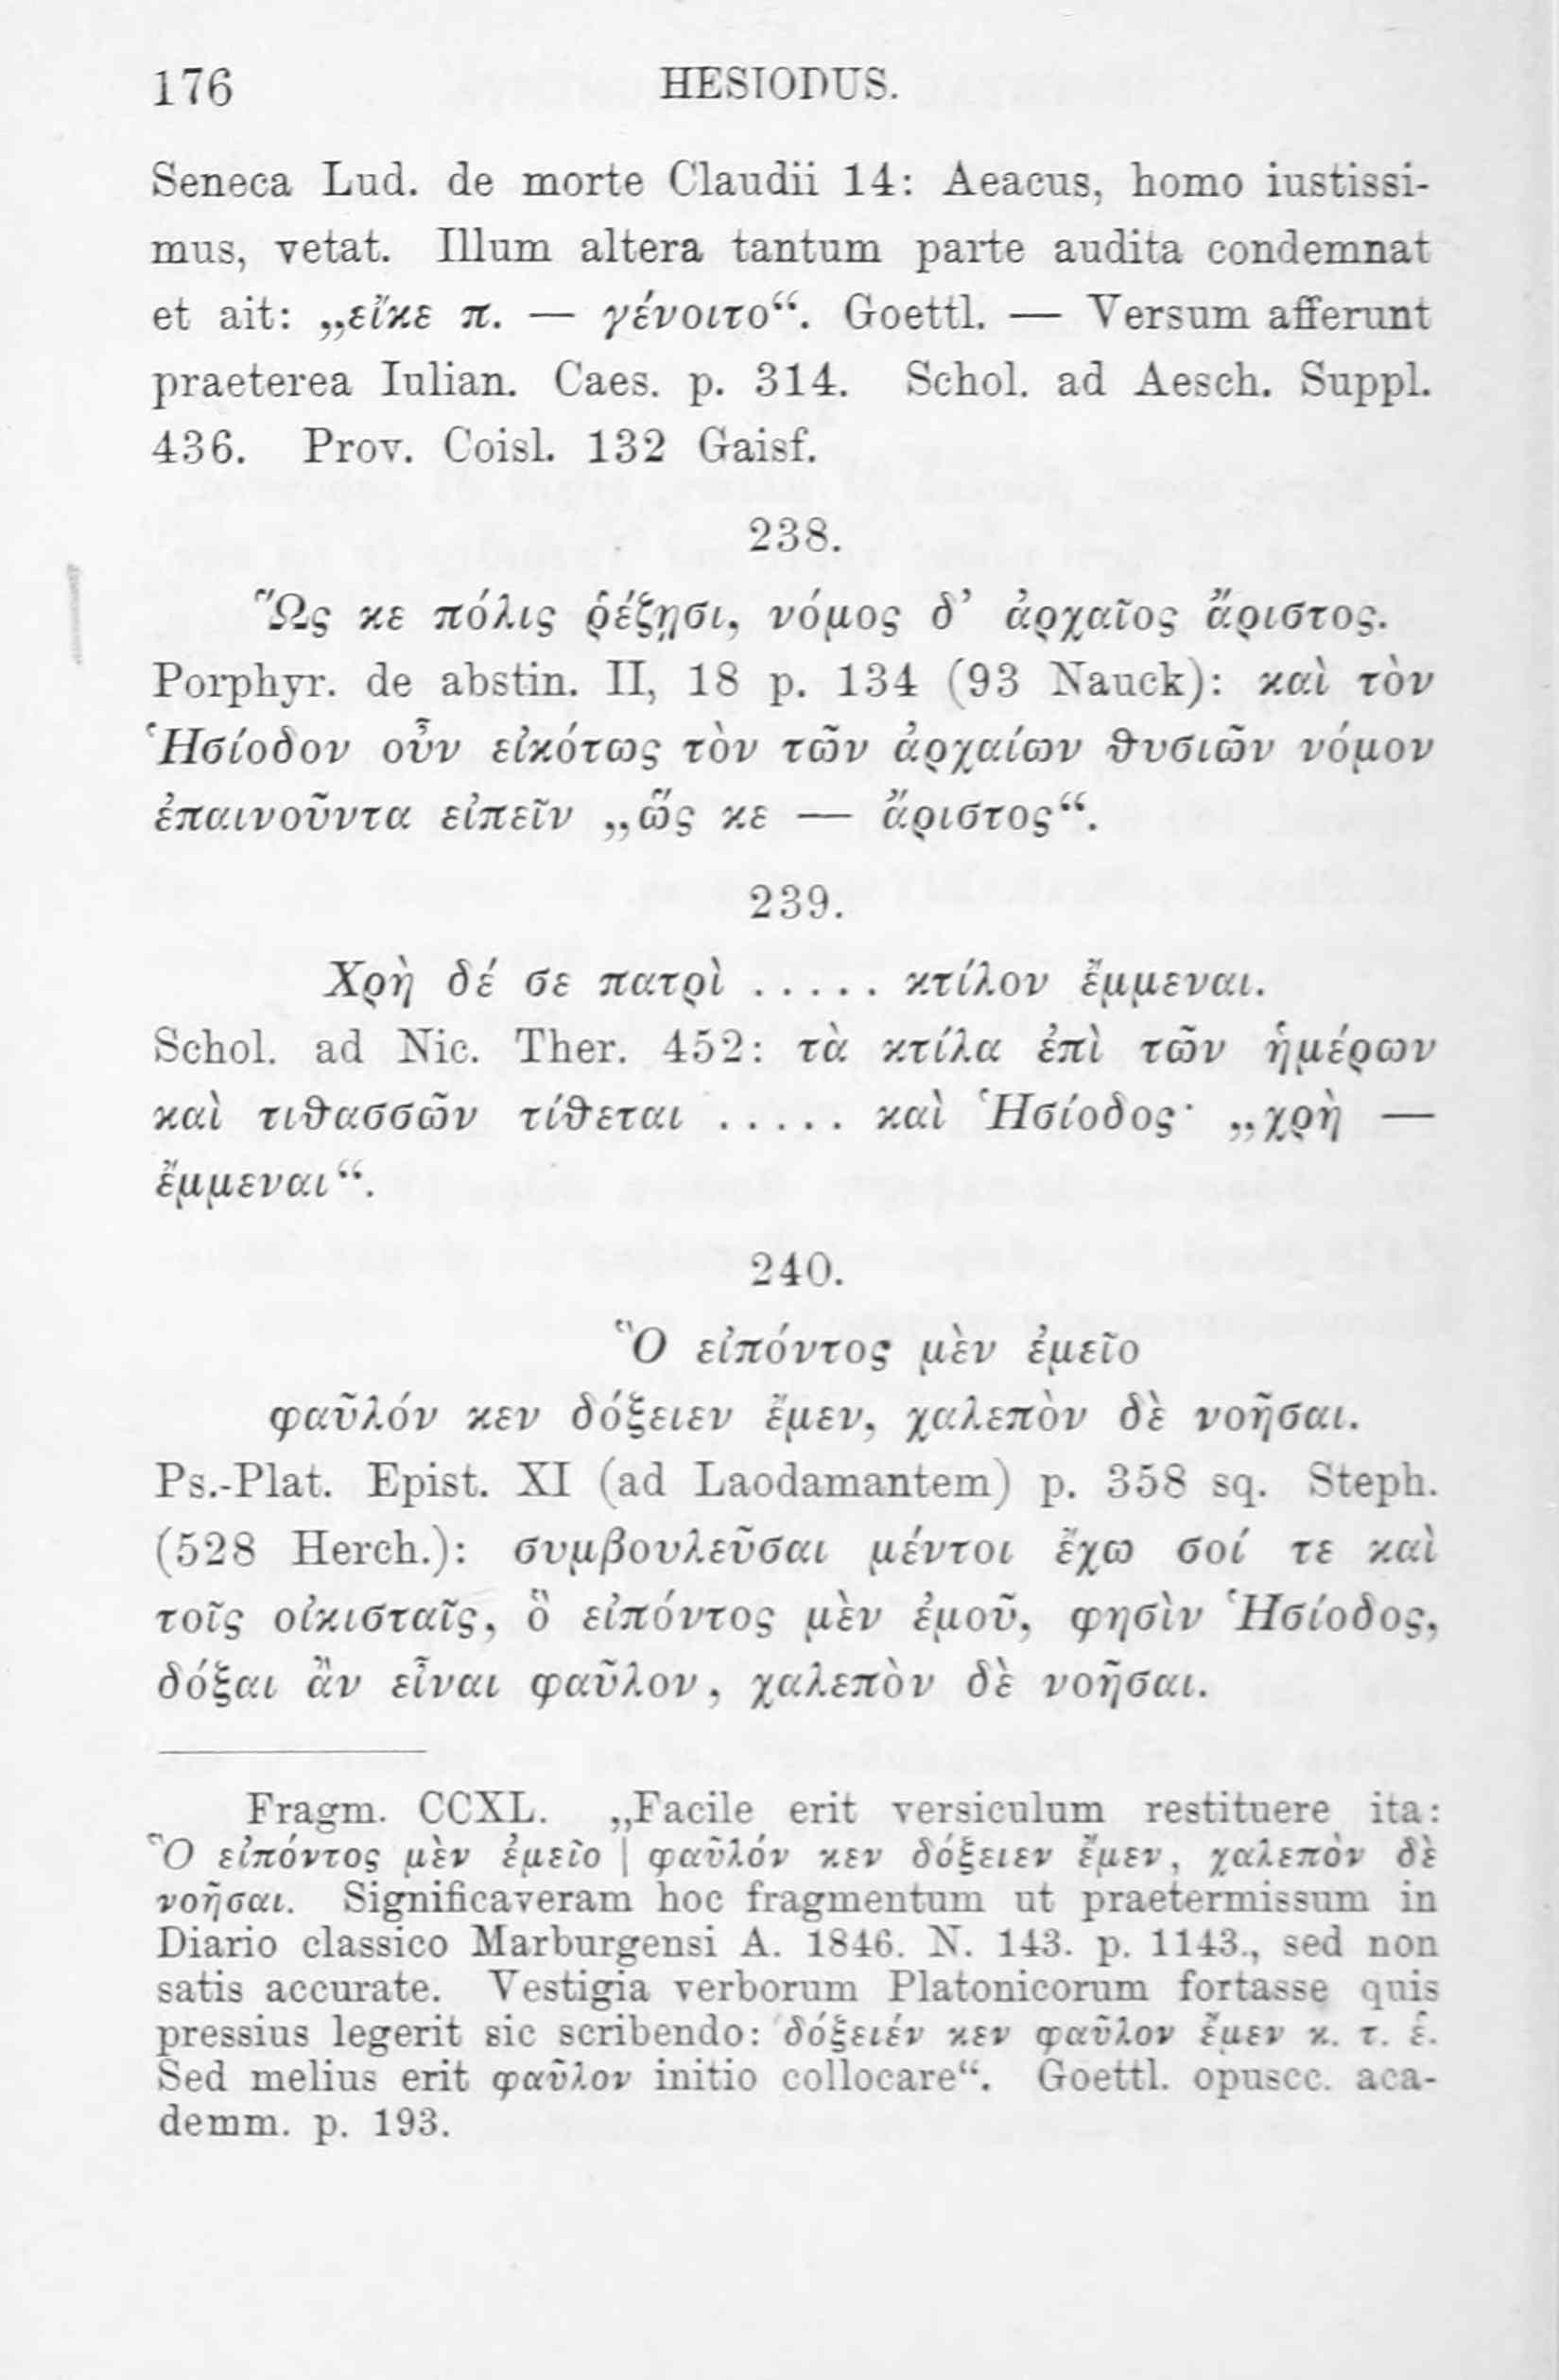 176 HESIODUS.
Seneca Lud. de morte Claudii 14: Aeacus, homo iustissi-
mus, vetat. Illum altera tantum parte audita condemnat
et ait: „εἴκε π. — γένοιτο“. Goettl. — Versum afferunt
praeterea Iulian. Caes. p. 314. Schol. ad Aesch. Suppl.
436. Prov. Coisl. 132 Gaisf.
238.
Ὥς κε πόλις ῥέζῃσι, νόμος δ’ ἀρχαῖος ἄριστος.
Porphyr. de abstin. II, 18 p. 134 (93 Nauck): καὶ τὸν
Ἡσίοδον οὖν εἰκότως τὸν τῶν ἀρχαίων θυσιῶν νόμον
ἐπαινοῦντα εἰπεῖν „ὥς κε — ἄριστος“.
239.
Χρὴ δέ σε πατρὶ ..... κτίλον ἔμμεναι.
Schol. ad Nic. Ther. 452: τὰ κτίλα ἐπὶ τῶν ἡμέρων
καὶ τιθασσῶν τίθεται ..... καὶ Ἡσίοδος· „χρὴ —
ἔμμεναι“.
240.
Ὃ εἰπόντος μὲν ἐμεῖο
φαῦλόν κεν δόξειεν ἔμεν, χαλεπὸν δὲ νοῆσαι.
Ps.-Plat. Epist. XI (ad Laodamantem) p. 358 sq. Steph.
(528 Herch.): συμβουλεῦσαι μέντοι ἔχω σοί τε καὶ
τοῖς οἰκισταῖς, ὃ εἰπόντος μὲν ἐμοῦ, φησὶν Ἡσίοδος,
δόξαι ἂν εἶναι φαῦλον, χαλεπὸν δὲ νοῆσαι.
Fragm. CCXL. „Facile erit versiculum restituere ita:
Ὃ εἰπόντος μὲν ἐμεῖο | φαῦλόν κεν δόξειεν ἔμεν, χαλεπὸν δὲ
νοῆσαι. Significaveram hoc fragmentum ut praetermissum in
Diario classico Marburgensi A. 1846. N. 143. p. 1143., sed non
satis accurate. Vestigia verborum Platonicorum fortasse quis
pressius legerit sic scribendo: δόξειέν κεν φαῦλον ἔμεν κ. τ. ἑ.
Sed melius erit φαῦλον initio collocare“. Goettl. opuscc. aca-
demm. p. 193.